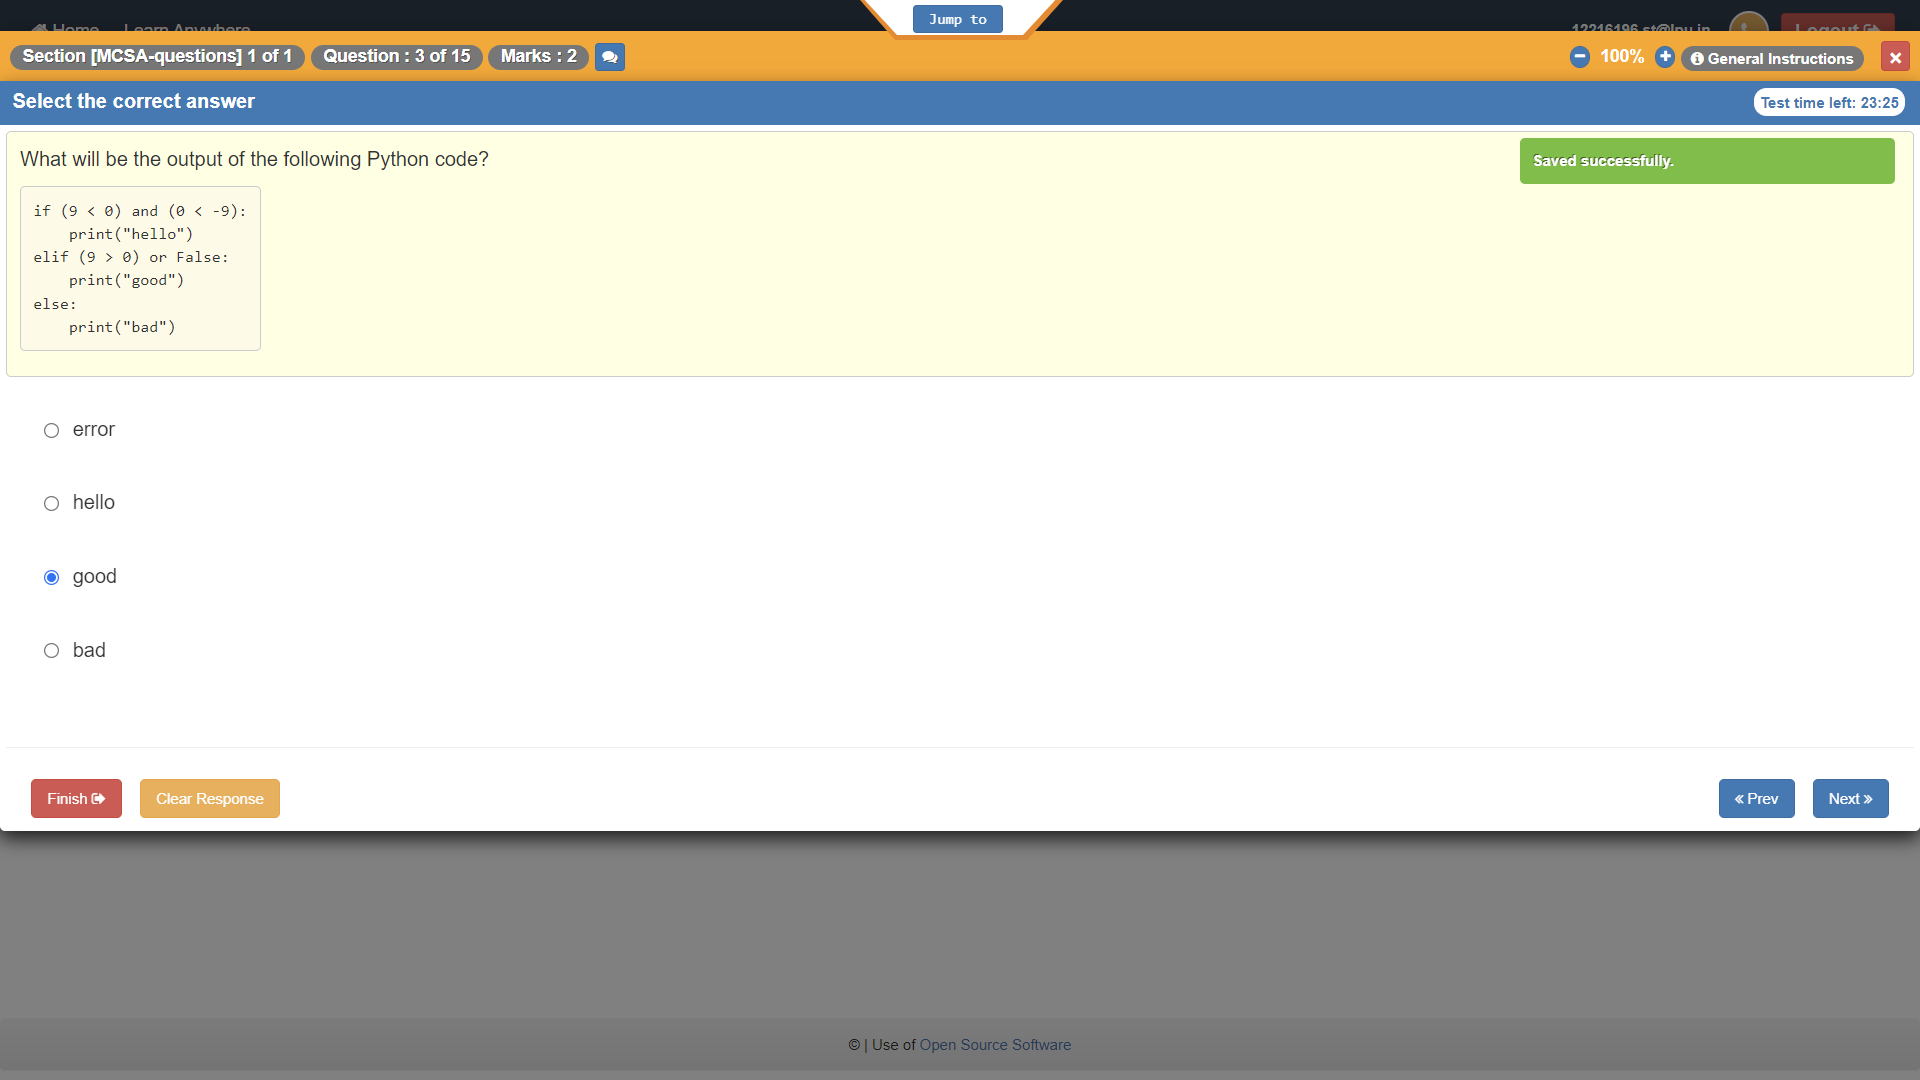 Jump to
Home Learn Anywhere 12216196.st@lpu.in Logout
Section [MCSA-questions] 1 of 1 Question : 3 of 15 Marks : 2 100% General Instructions
Select the correct answer Test time left: 23:25
What will be the output of the following Python code?
Saved successfully.
if (9 < 0) and (0 < -9):
    print("hello")
elif (9 > 0) or False:
    print("good")
else:
    print("bad")
error
hello
good
bad
Finish Clear Response « Prev Next »
© | Use of Open Source Software